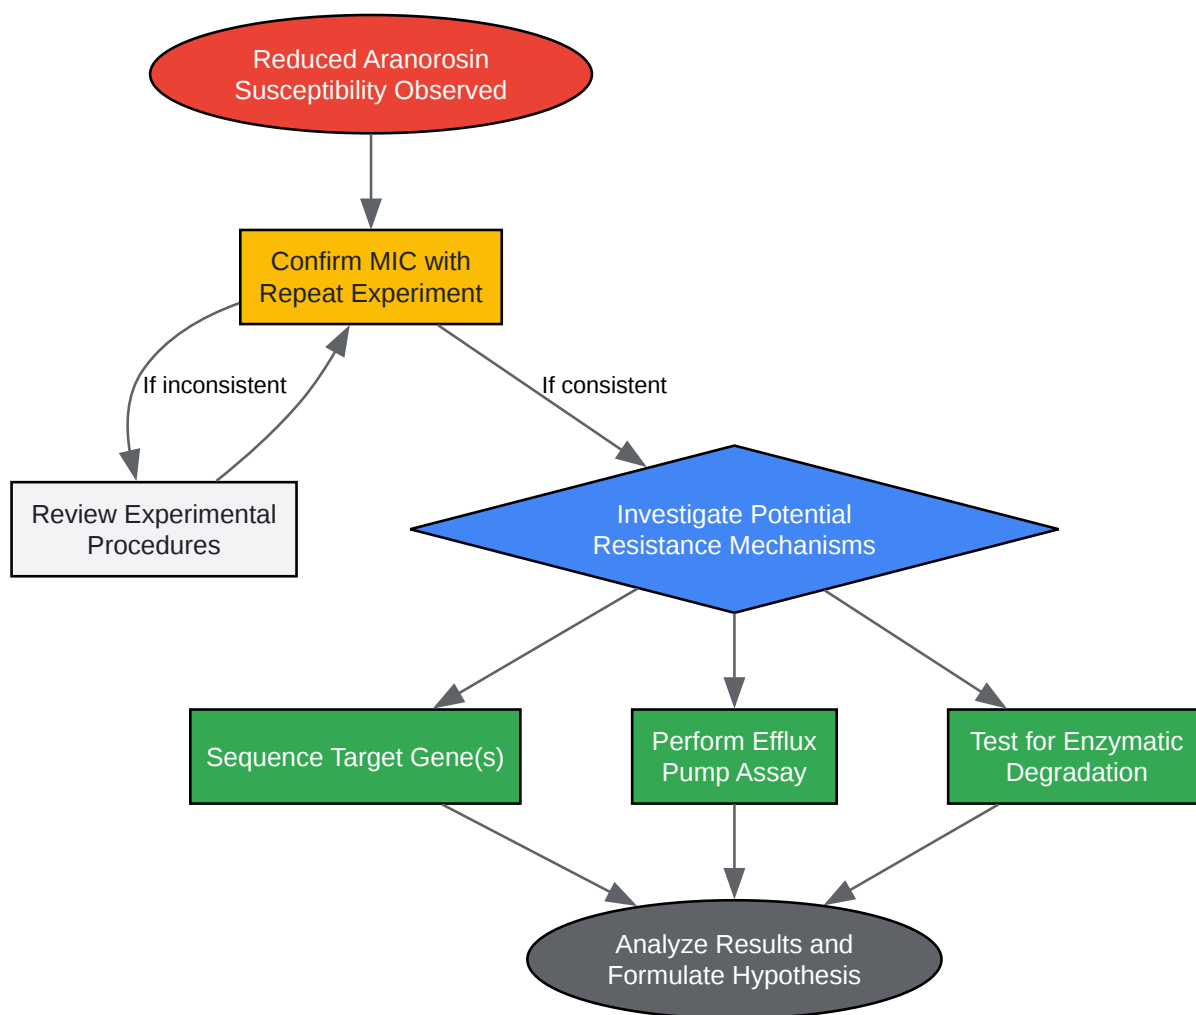 Reduced Aranorosin
Susceptibility Observed
Confirm MIC with
Repeat Experiment
If inconsistent
If consistent
Review Experimental
Procedures
Investigate Potential
Resistance Mechanisms
Sequence Target Gene(s)
Perform Efflux
Pump Assay
Test for Enzymatic
Degradation
Analyze Results and
Formulate Hypothesis